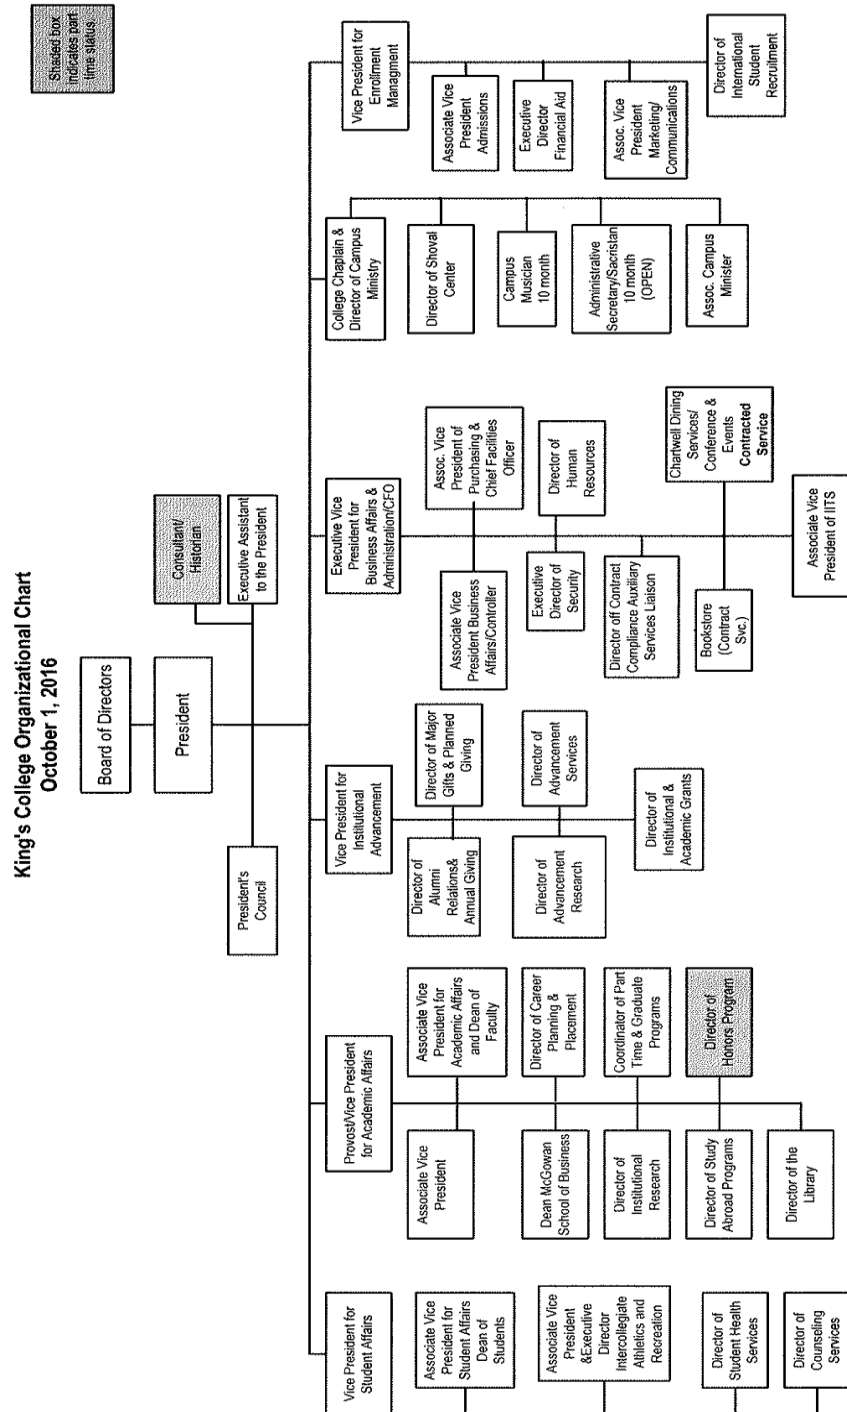 King's College Organizational Chart
October 1, 2016
Shaded box
indicates part
time status
Board of Directors
President
Consultant/
Historian
Executive Assistant
to the President
President's
Council
Vice President for
Student Affairs
Associate Vice
President for
Student Affairs
Dean of
Students
Associate Vice
President
&Executive
Director
Intercollegiate
Athletics and
Recreation
Director of
Student Health
Services
Director of
Counseling
Services
Provost/Vice President
for Academic Affairs
Associate Vice
President
Associate Vice
President for
Academic Affairs
and Dean of
Faculty
Dean McGowan
School of Business
Director of Career
Planning &
Placement
Director of
Institutional
Research
Coordinator of Part
Time & Graduate
Programs
Director of Study
Abroad Programs
Director of
Honors Program
Director of the
Library
Vice President for
Institutional
Advancement
Director of
Alumni
Relations&
Annual Giving
Director of Major
Gifts & Planned
Giving
Director of
Advancement
Research
Director of
Advancement
Services
Director of
Institutional &
Academic Grants
Executive Vice
President for
Business Affairs &
Administration/CFO
Associate Vice
President Business
Affairs/Controller
Assoc. Vice
President of
Purchasing &
Chief Facilities
Officer
Executive
Director of
Security
Director of
Human
Resources
Director off Contract
Compliance Auxiliary
Services Liaison
Bookstore
(Contract
Svc.)
Chartwell Dining
Services/
Conference &
Events
Contracted
Service
Associate Vice
President of IITS
College Chaplain &
Director of Campus
Ministry
Director of Shoval
Center
Campus
Musician
10 month
Administrative
Secretary/Sacristan
10 month
(OPEN)
Assoc. Campus
Minister
Vice President for
Enrollment
Managment
Associate Vice
President
Admissions
Executive
Director
Financial Aid
Assoc. Vice
President
Marketing/
Communications
Director of
International
Student
Recruitment